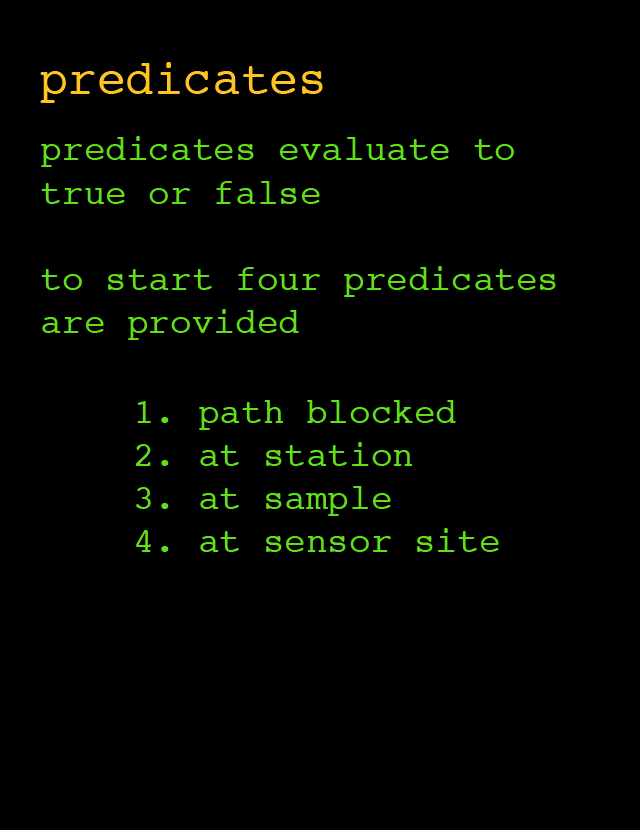 predicates
predicates evaluate to
true or false
to start four predicates
are provided
1. path blocked
2. at station
3. at sample
4. at sensor site